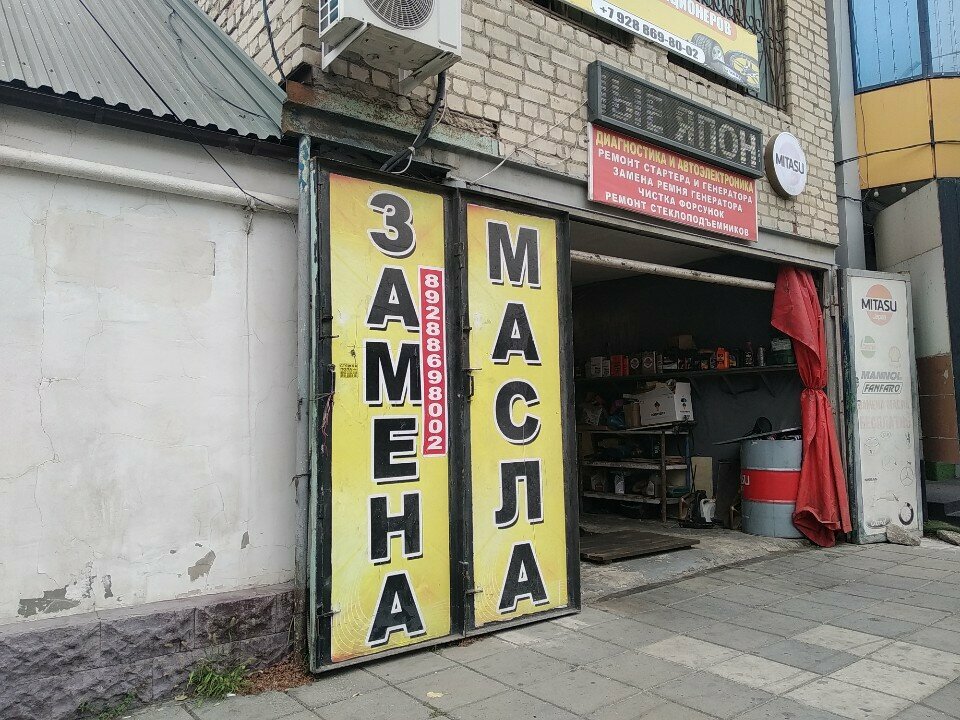 +7 928 869-80-02
ЫЕ ЯПОН
MITASU
ДИАГНОСТИКА И АВТОЭЛЕКТРОНИКА
РЕМОНТ СТАРТЕРА И ГЕНЕРАТОРА
ЗАМЕНА РЕМНЯ ГЕНЕРАТОРА
ЧИСТКА ФОРСУНОК
РЕМОНТ СТЕКЛОПОДЪЕМНИКОВ
ЗАМЕНА
89288698002
МАСЛА
MITASU
MANNOL
FANFARO